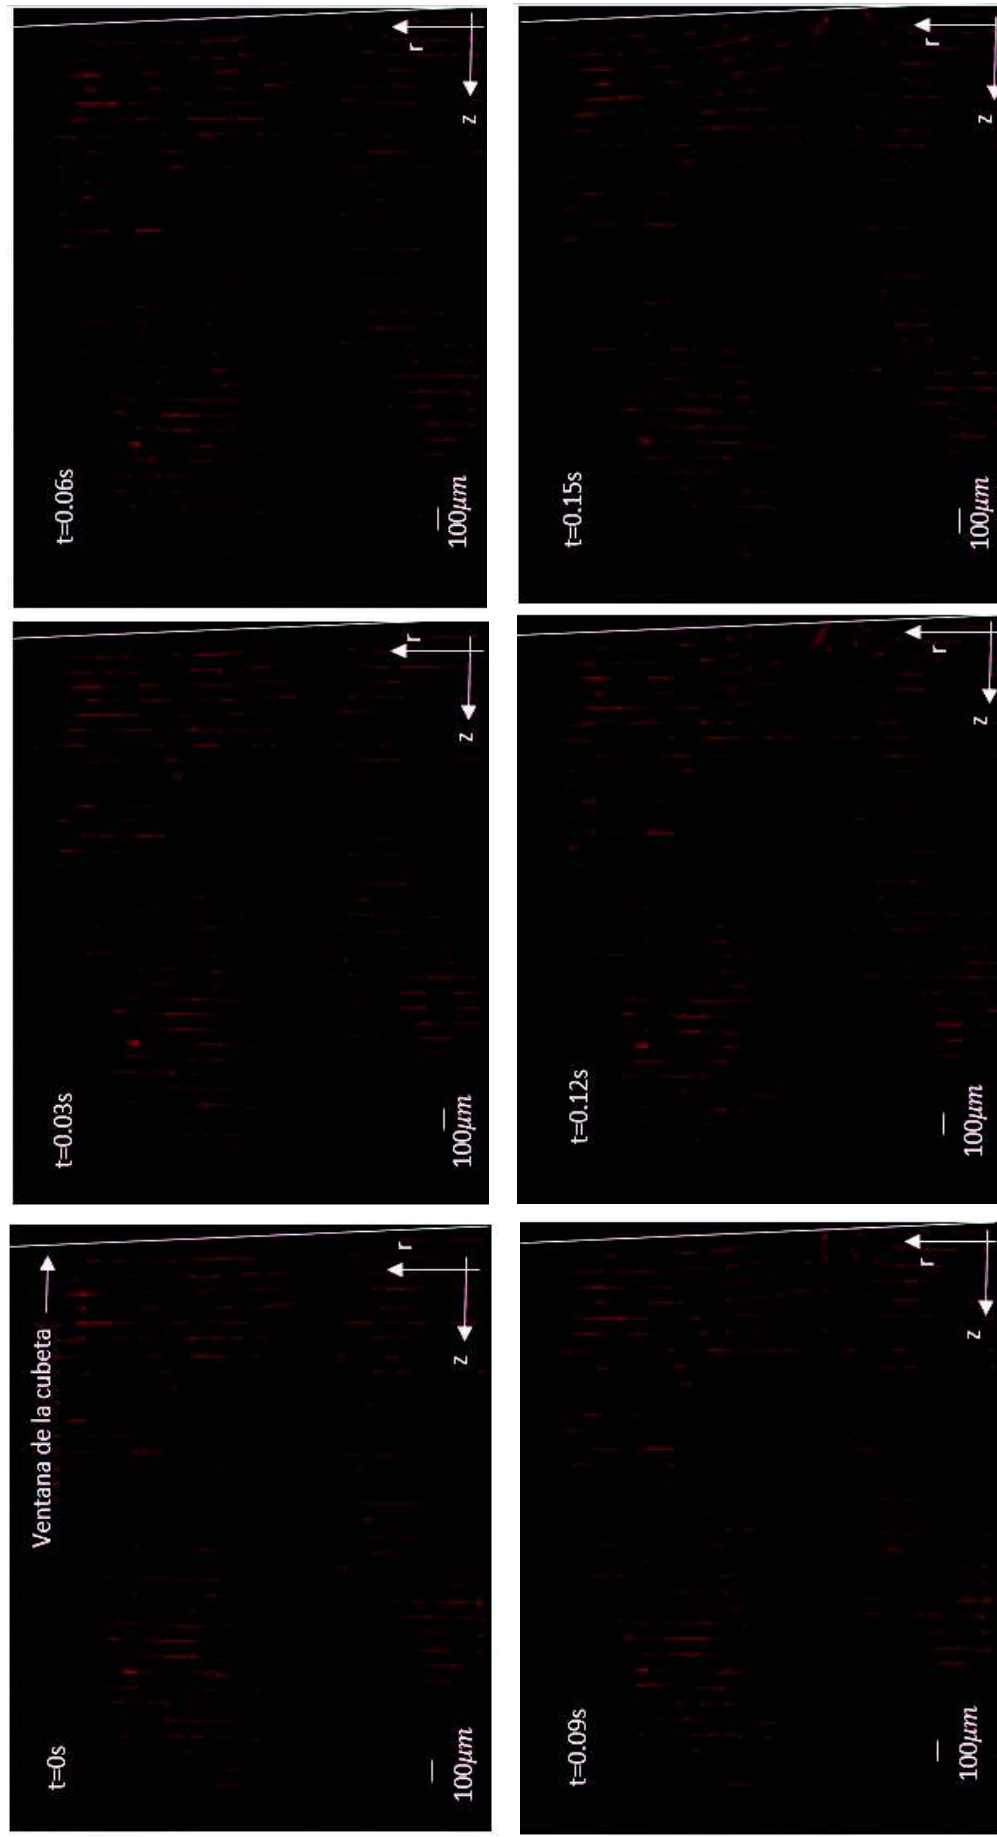 Ventana de la cubeta
t=0s
r
100μm
z
t=0.03s
r
100μm
z
t=0.06s
r
100μm
z
t=0.09s
r
100μm
z
t=0.12s
r
100μm
z
t=0.15s
r
100μm
z